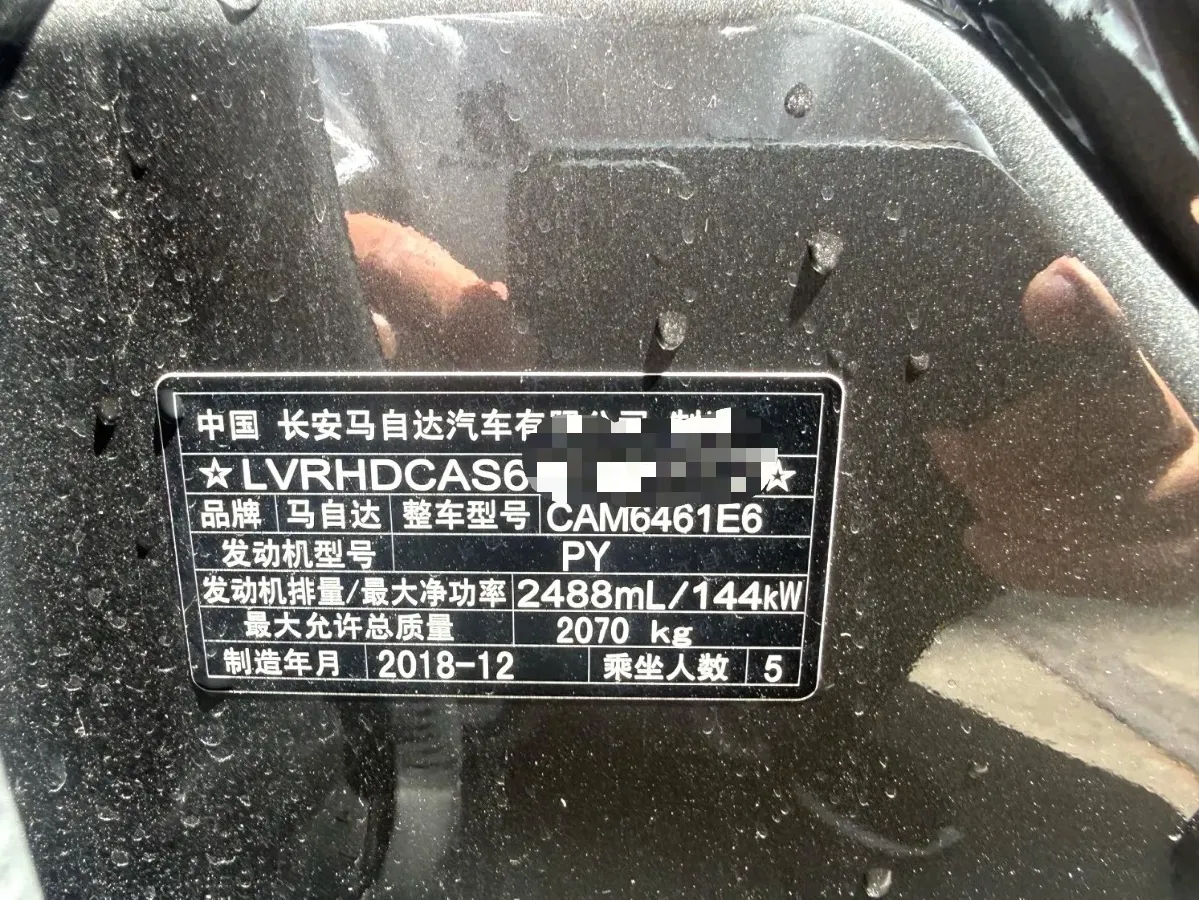 中国 长安马自达汽车有
☆LVRHDCAS6 ☆
品牌 马自达 整车型号 CAM6461E6
发动机型号 PY
发动机排量/最大净功率 2488mL/144kW
最大允许总质量 2070 kg
制造年月 2018-12 乘坐人数 5